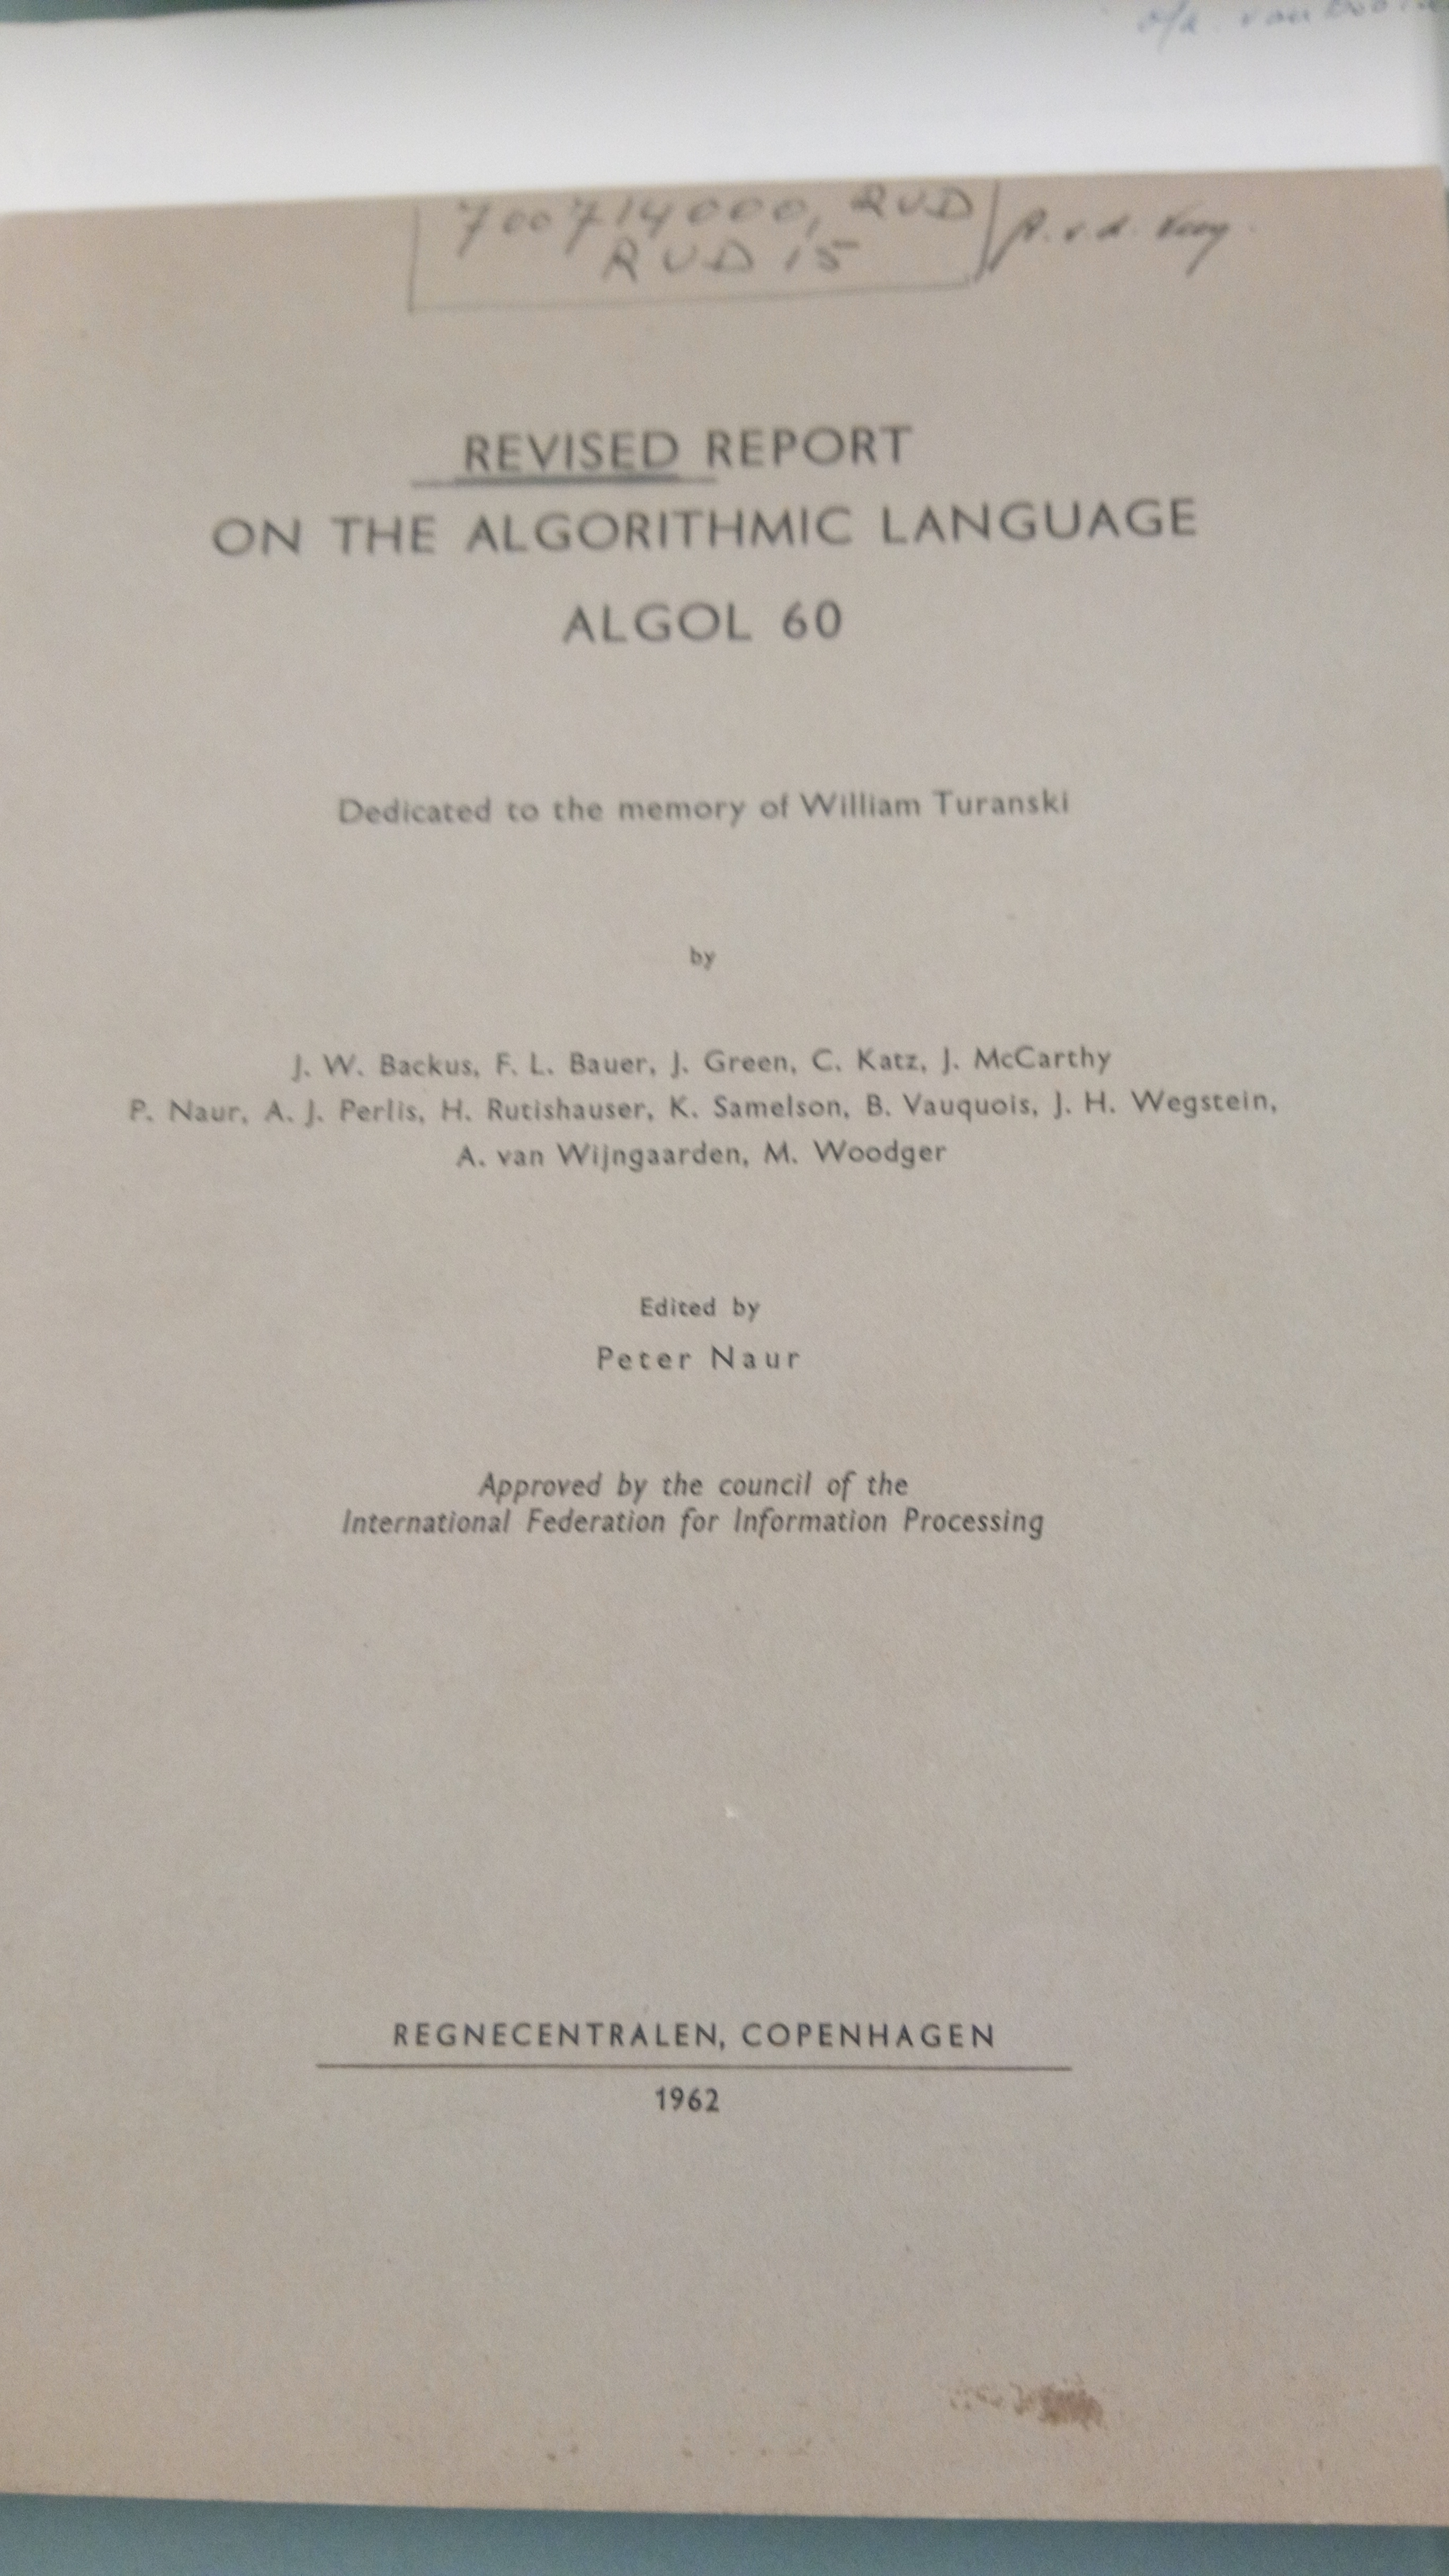 700714000, RUD
RUD 15
REVISED REPORT
ON THE ALGORITHMIC LANGUAGE
ALGOL 60
Dedicated to the memory of William Turanski
by
J. W. Backus, F. L. Bauer, J. Green, C. Katz, J. McCarthy
P. Naur, A. J. Perlis, H. Rutishauser, K. Samelson, B. Vauquois, J. H. Wegstein,
A. van Wijngaarden, M. Woodger
Edited by
Peter Naur
Approved by the council of the
International Federation for Information Processing
REGNECENTRALEN, COPENHAGEN
1962